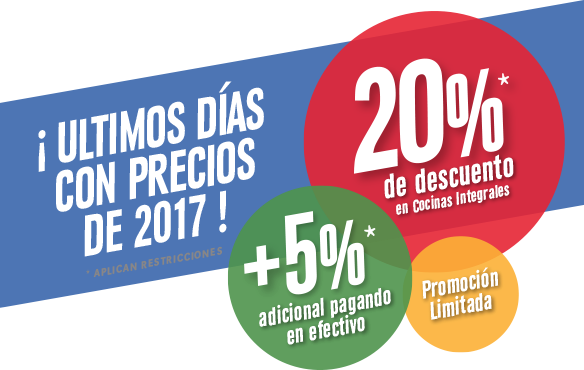 ¡ ULTIMOS DÍAS
CON PRECIOS
DE 2017 !
* APLICAN RESTRICCIONES
20%*
de descuento
en Cocinas Integrales
+5%*
adicional pagando
en efectivo
Promoción
Limitada